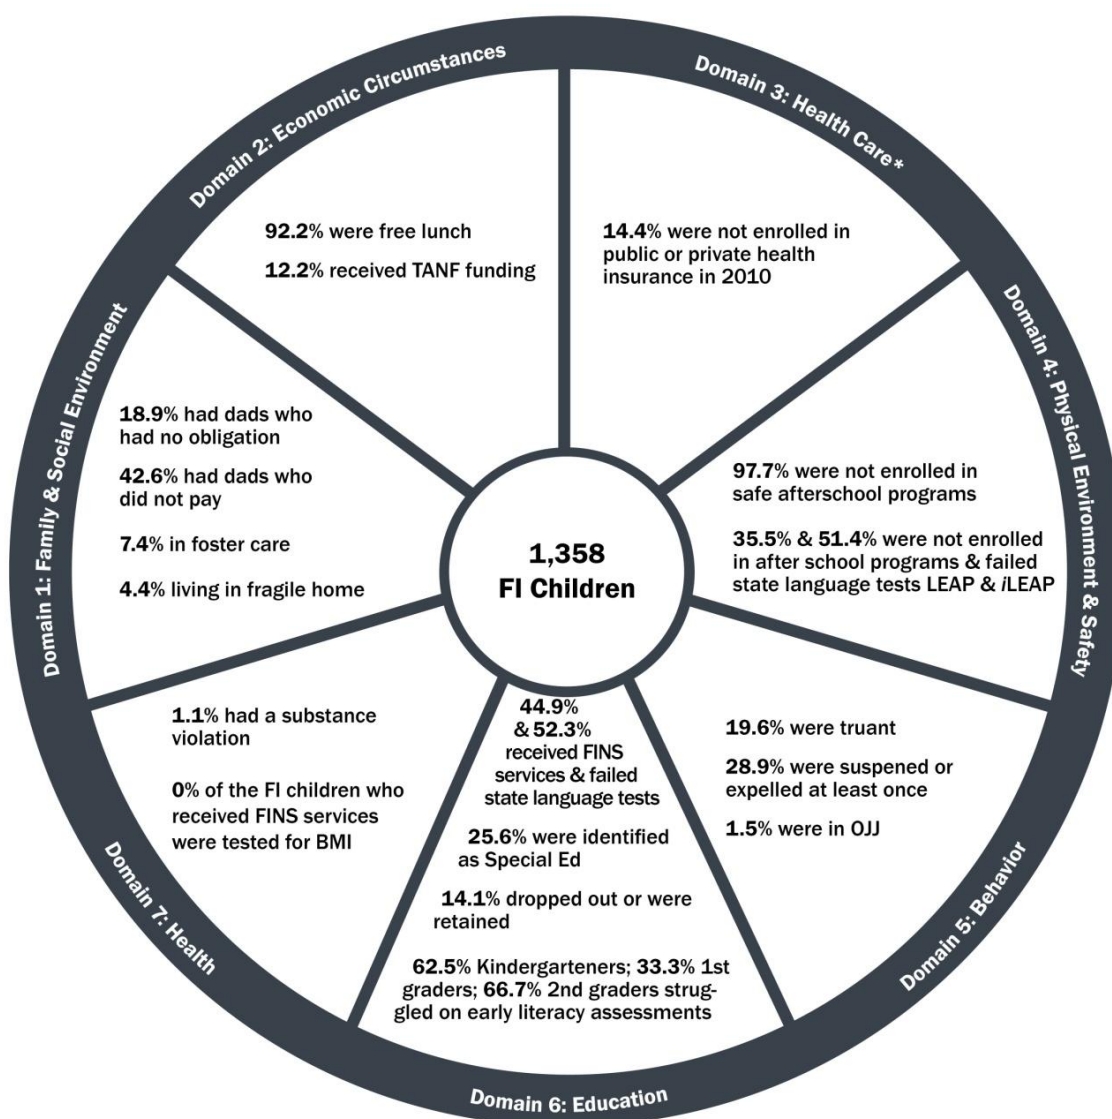 Domain 2: Economic Circumstances
92.2% were free lunch
12.2% received TANF funding
Domain 3: Health Care*
14.4% were not enrolled in
public or private health
insurance in 2010
Domain 1: Family & Social Environment
18.9% had dads who
had no obligation
42.6% had dads who
did not pay
7.4% in foster care
4.4% living in fragile home
1,358
FI Children
Domain 4: Physical Environment & Safety
97.7% were not enrolled in
safe afterschool programs
35.5% & 51.4% were not enrolled
in after school programs & failed
state language tests LEAP & iLEAP
Domain 7: Health
1.1% had a substance
violation
0% of the FI children who
received FINS services
were tested for BMI
Domain 6: Education
44.9%
& 52.3%
received FINS
services & failed
state language tests
25.6% were identified
as Special Ed
14.1% dropped out or were
retained
62.5% Kindergarteners; 33.3% 1st
graders; 66.7% 2nd graders strug-
gled on early literacy assessments
Domain 5: Behavior
19.6% were truant
28.9% were suspened or
expelled at least once
1.5% were in OJJ